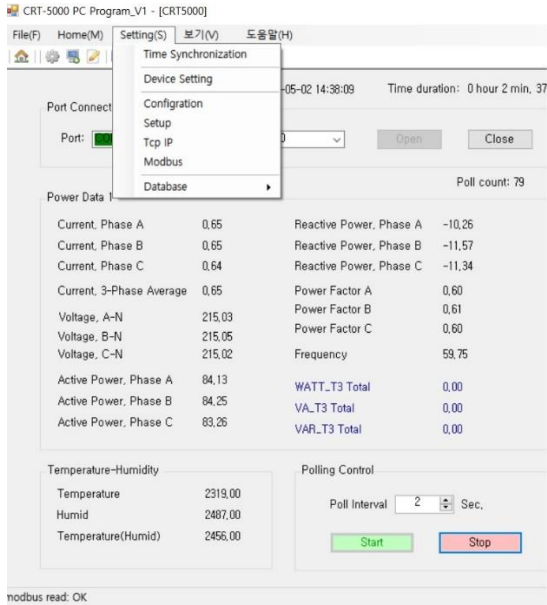 CRT-5000 PC Program_V1 - [CRT5000]
File(F) Home(M) Setting(S) 보기(V) 도움말(H)
Time Synchronization
Device Setting
Configration
Setup
Tcp IP
Modbus
Database
-05-02 14:38:09 Time duration: 0 hour 2 min, 37
Port Connect
Port: Open Close
Poll count: 79
Power Data 1
Current, Phase A 0,65 Reactive Power, Phase A -10,26
Current, Phase B 0,65 Reactive Power, Phase B -11,57
Current, Phase C 0,64 Reactive Power, Phase C -11,34
Current, 3-Phase Average 0,65 Power Factor A 0,60
Power Factor B 0,61
Voltage, A-N 215,03
Power Factor C 0,60
Voltage, B-N 215,05
Voltage, C-N 215,02 Frequency 59,75
Active Power, Phase A 84,13 WATT_T3 Total 0,00
Active Power, Phase B 84,25 VA_T3 Total 0,00
Active Power, Phase C 83,26 VAR_T3 Total 0,00
Temperature-Humidity Polling Control
Temperature 2319,00
Poll Interval 2 Sec,
Humid 2487,00
Temperature(Humid) 2456,00
Start Stop
modbus read: OK